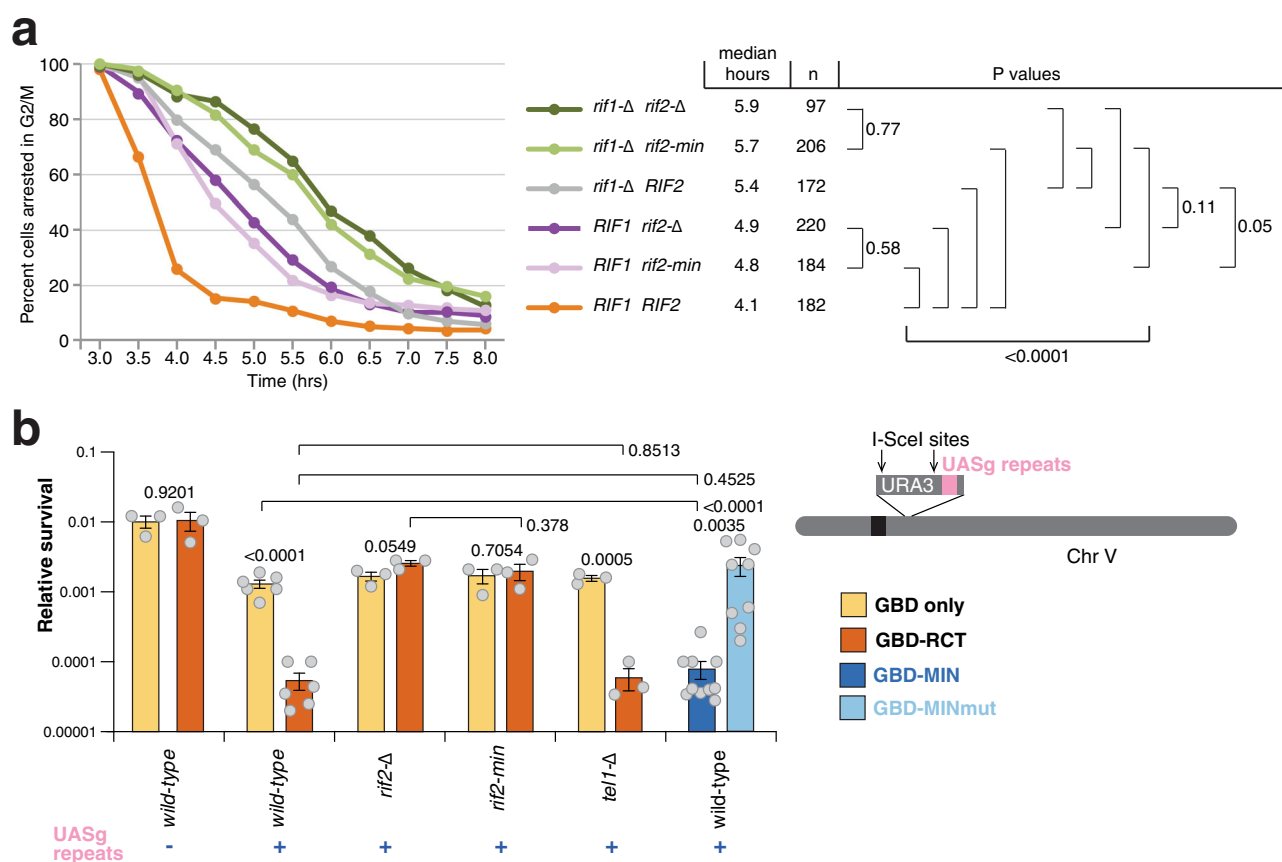 a
Percent cells arrested in G2/M
100
80
60
40
20
0
3.0 3.5 4.0 4.5 5.0 5.5 6.0 6.5 7.0 7.5 8.0
Time (hrs)
median hours n P values
rif1-Δ rif2-Δ 5.9 97
rif1-Δ rif2-min 5.7 206
rif1-Δ RIF2 5.4 172
RIF1 rif2-Δ 4.9 220
RIF1 rif2-min 4.8 184
RIF1 RIF2 4.1 182
0.77
0.58
0.11
0.05
<0.0001
b
Relative survival
0.1
0.01
0.001
0.0001
0.00001
0.8513
0.4525
<0.0001
0.378
0.9201
<0.0001
0.0549
0.7054
0.0005
0.0035
wild-type
wild-type
rif2-Δ
rif2-min
tel1-Δ
wild-type
UASg repeats - + + + + +
I-SceI sites
UASg repeats
URA3
Chr V
GBD only
GBD-RCT
GBD-MIN
GBD-MINmut